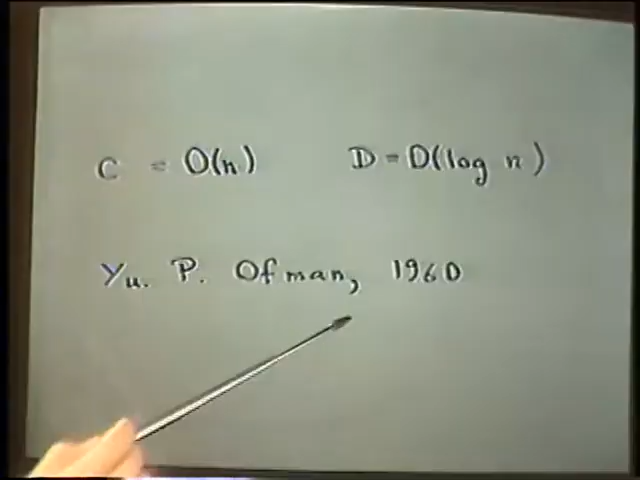 C = O(n) D = O(log n)
Yu. P. Ofman, 1960